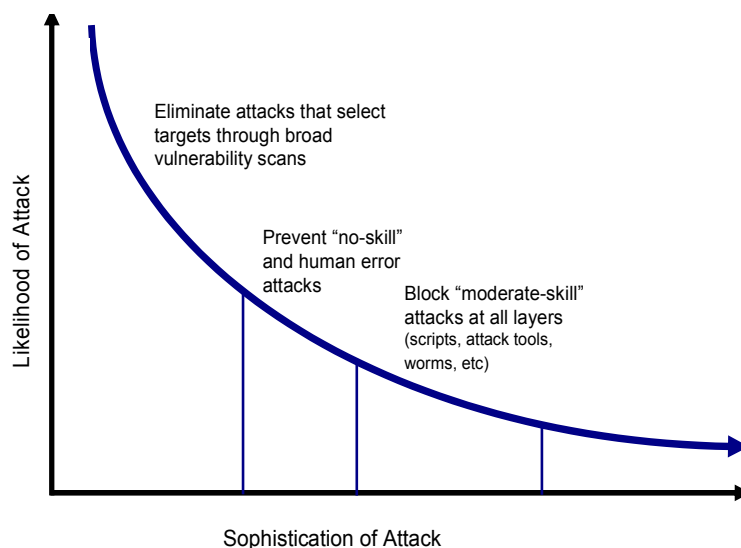 Eliminate attacks that select
targets through broad
vulnerability scans
Prevent “no-skill”
and human error
attacks
Block “moderate-skill”
attacks at all layers
(scripts, attack tools,
worms, etc)
Likelihood of Attack
Sophistication of Attack